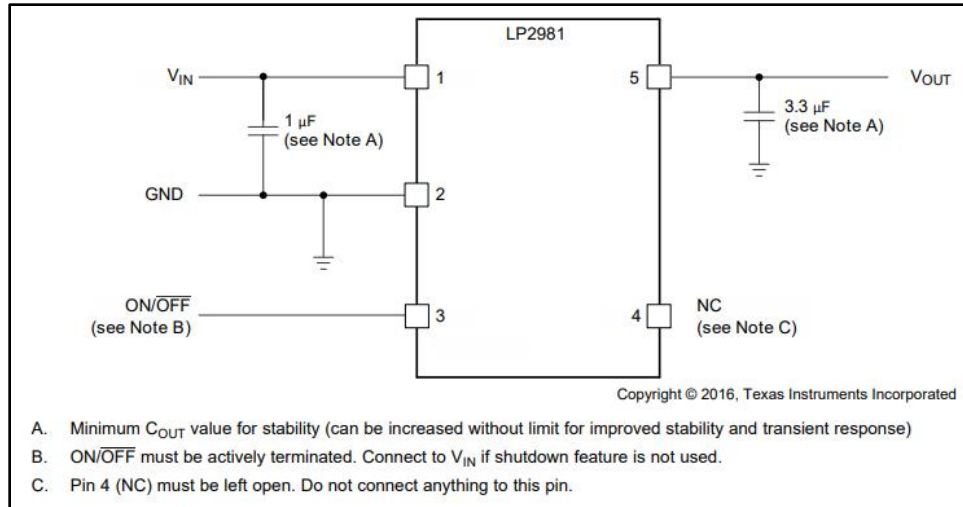 LP2981
VIN
1
5
VOUT
1 µF
(see Note A)
3.3 µF
(see Note A)
GND
2
ON/OFF
(see Note B)
3
4
NC
(see Note C)
Copyright © 2016, Texas Instruments Incorporated
A. Minimum COUT value for stability (can be increased without limit for improved stability and transient response)
B. ON/OFF must be actively terminated. Connect to VIN if shutdown feature is not used.
C. Pin 4 (NC) must be left open. Do not connect anything to this pin.